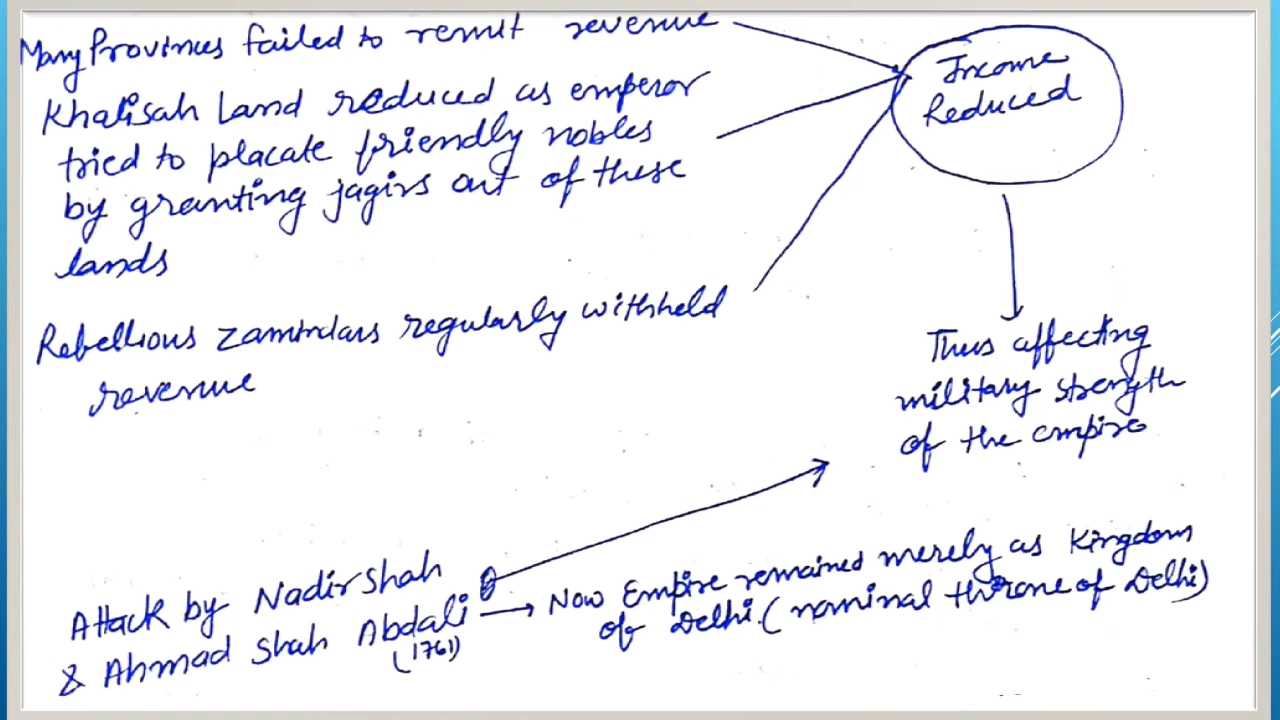 Many Provinces failed to remit revenue
Khalisah Land reduced as emperor
tried to placate friendly nobles
by granting jagirs out of these
lands
Rebellious zamindars regularly withheld
revenue
Income
Reduced
Thus affecting
military strength
of the empire
Attack by Nadirshah
& Ahmad Shah Abdali
(1761)
Now Empire remained merely as Kingdom
of Delhi. (nominal throne of Delhi)